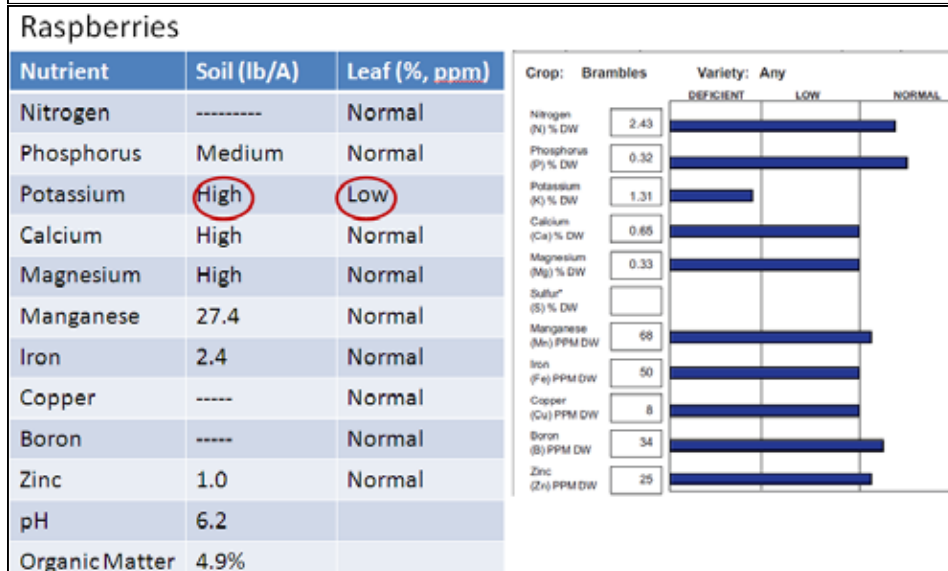 Raspberries
Nutrient Soil (lb/A) Leaf (%, ppm)
Nitrogen --------- Normal
Phosphorus Medium Normal
Potassium High Low
Calcium High Normal
Magnesium High Normal
Manganese 27.4 Normal
Iron 2.4 Normal
Copper ----- Normal
Boron ----- Normal
Zinc 1.0 Normal
pH 6.2
Organic Matter 4.9%
Crop: Brambles Variety: Any
DEFICIENT LOW NORMAL
Nitrogen
(N) % DW 2.43
Phosphorus
(P) % DW 0.32
Potassium
(K) % DW 1.31
Calcium
(Ca) % DW 0.65
Magnesium
(Mg) % DW 0.33
Sulfur*
(S) % DW
Manganese
(Mn) PPM DW 68
Iron
(Fe) PPM DW 50
Copper
(Cu) PPM DW 8
Boron
(B) PPM DW 34
Zinc
(Zn) PPM DW 25